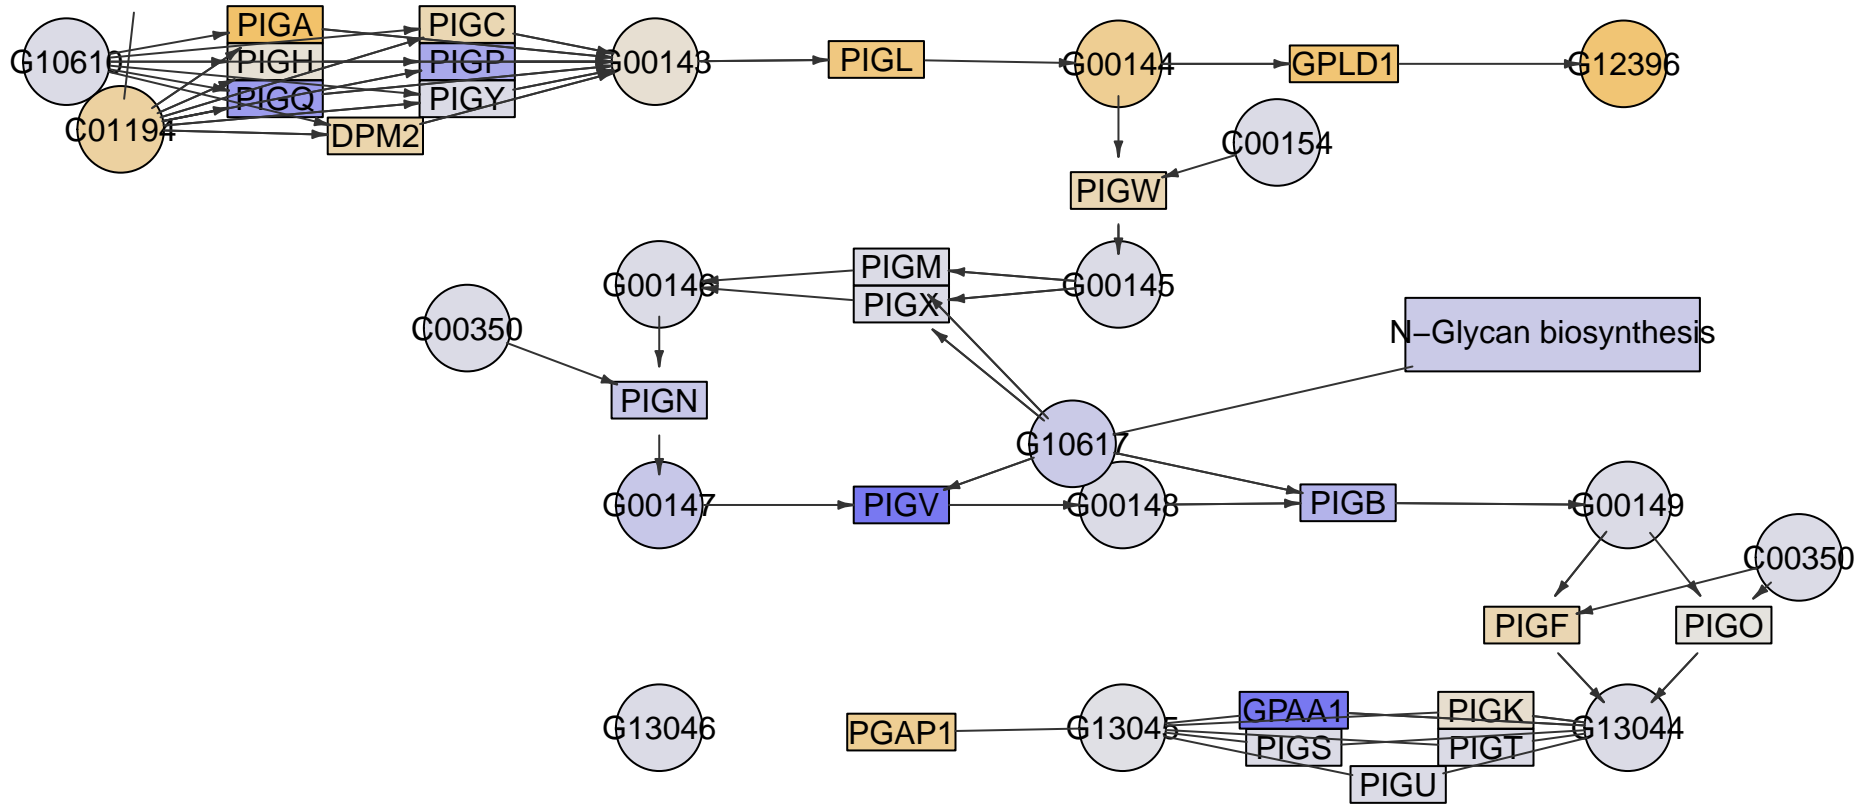 PIGA
PIGC
G10610
PIGH
PIGP
G00143
PIGL
G00144
GPLD1
G12396
PIGQ
PIGY
C01194
DPM2
C00154
PIGW
PIGM
G00146
G00145
PIGX
C00350
N−Glycan biosynthesis
PIGN
G10617
G00147
PIGV
G00148
PIGB
G00149
C00350
PIGF
PIGO
GPAA1
PIGK
G13046
PGAP1
G13045
G13044
PIGS
PIGT
PIGU